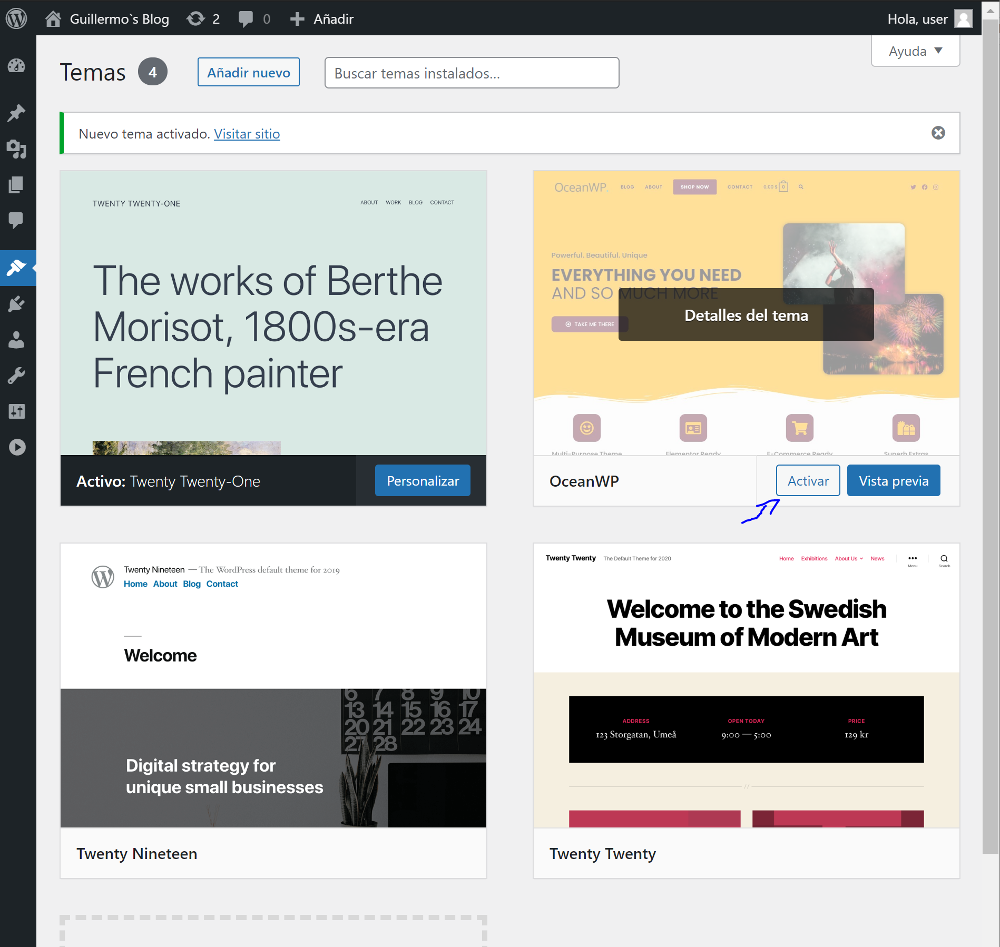 Guillermo`s Blog 2 0 Añadir Hola, user
Ayuda
Temas 4 Añadir nuevo Buscar temas instalados...
Nuevo tema activado. Visitar sitio
TWENTY TWENTY-ONE ABOUT WORK BLOG CONTACT
The works of Berthe
Morisot, 1800s-era
French painter
Activo: Twenty Twenty-One Personalizar
OceanWP. BLOG ABOUT SHOP NOW CONTACT 0,00 $ 0
Powerful. Beautiful. Unique
EVERYTHING YOU NEED
AND SO MUCH MORE
Detalles del tema
TAKE ME THERE
Multi-Purpose Theme Elementor Ready E-Commerce Ready Superb Extras
OceanWP Activar Vista previa
Twenty Nineteen — The WordPress default theme for 2019
Home About Blog Contact
Welcome
6 7 8 9 10
13 14 15 16 17
20 21 22 23 24
27 28
Digital strategy for
unique small businesses
Twenty Nineteen
Twenty Twenty The Default Theme for 2020 Home Exhibitions About Us News Menu Search
Welcome to the Swedish
Museum of Modern Art
ADDRESS OPEN TODAY PRICE
123 Storgatan, Umeå 9:00 — 5:00 129 kr
//
Twenty Twenty